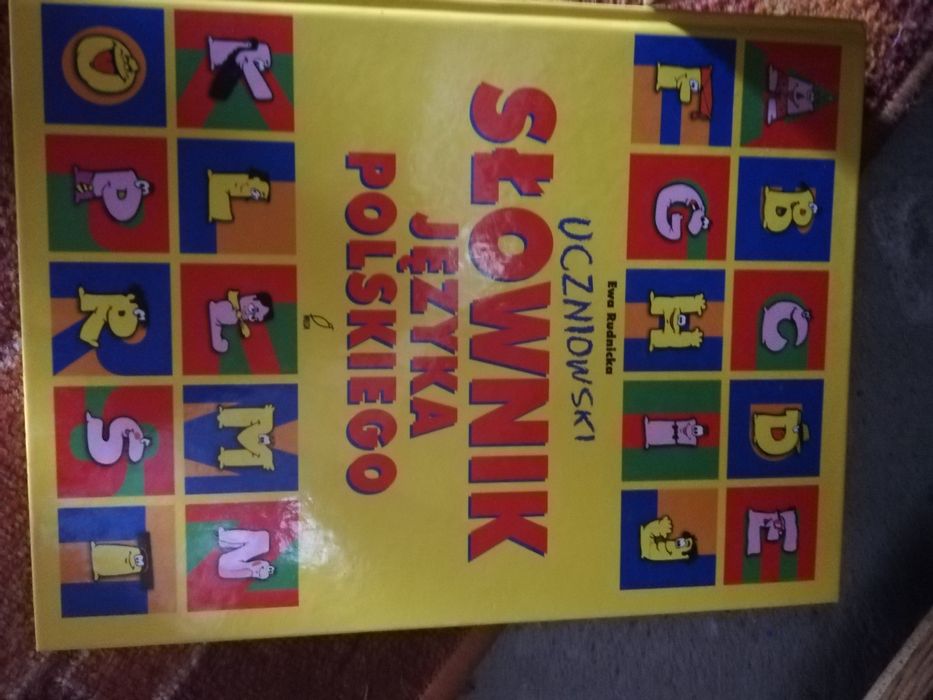 A B C D E
F G H I J
Ewa Rudnicka
UCZNIOWSKI
SŁOWNIK
JĘZYKA
POLSKIEGO
K L Ł M N
O P R S T